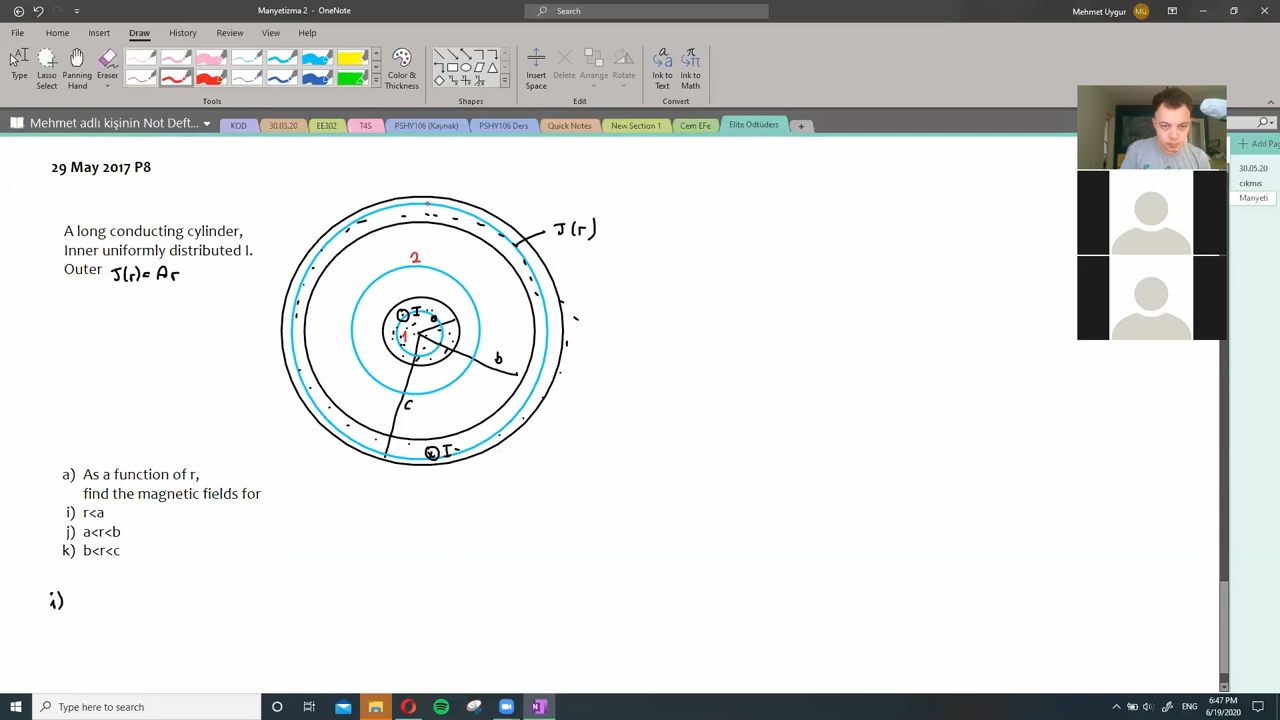 Manyetizma 2 - OneNote
Search
Mehmet Uygur
MU
File Home Insert Draw History Review View Help
Type
Lasso Select
Panning Hand
Eraser
Color & Thickness
Insert Space
Delete
Arrange
Rotate
Ink to Text
Ink to Math
Tools
Shapes
Edit
Convert
Mehmet adlı kişinin Not Deft...
KOD
30.03.20
EE302
T4S
PSHY106 (Kaynak)
PSHY106 Ders
Quick Notes
New Section 1
Cem EFe
Elite Odtüders
+ Add Pag
30.05.20
çıkmış
Manyeti
29 May 2017 P8
A long conducting cylinder,
Inner uniformly distributed I.
Outer J(r)= Ar
J(r)
2
I
a
1
b
c
I
a) As a function of r,
find the magnetic fields for
i) r<a
j) a<r<b
k) b<r<c
i)
Type here to search
ENG
6:47 PM
6/19/2020